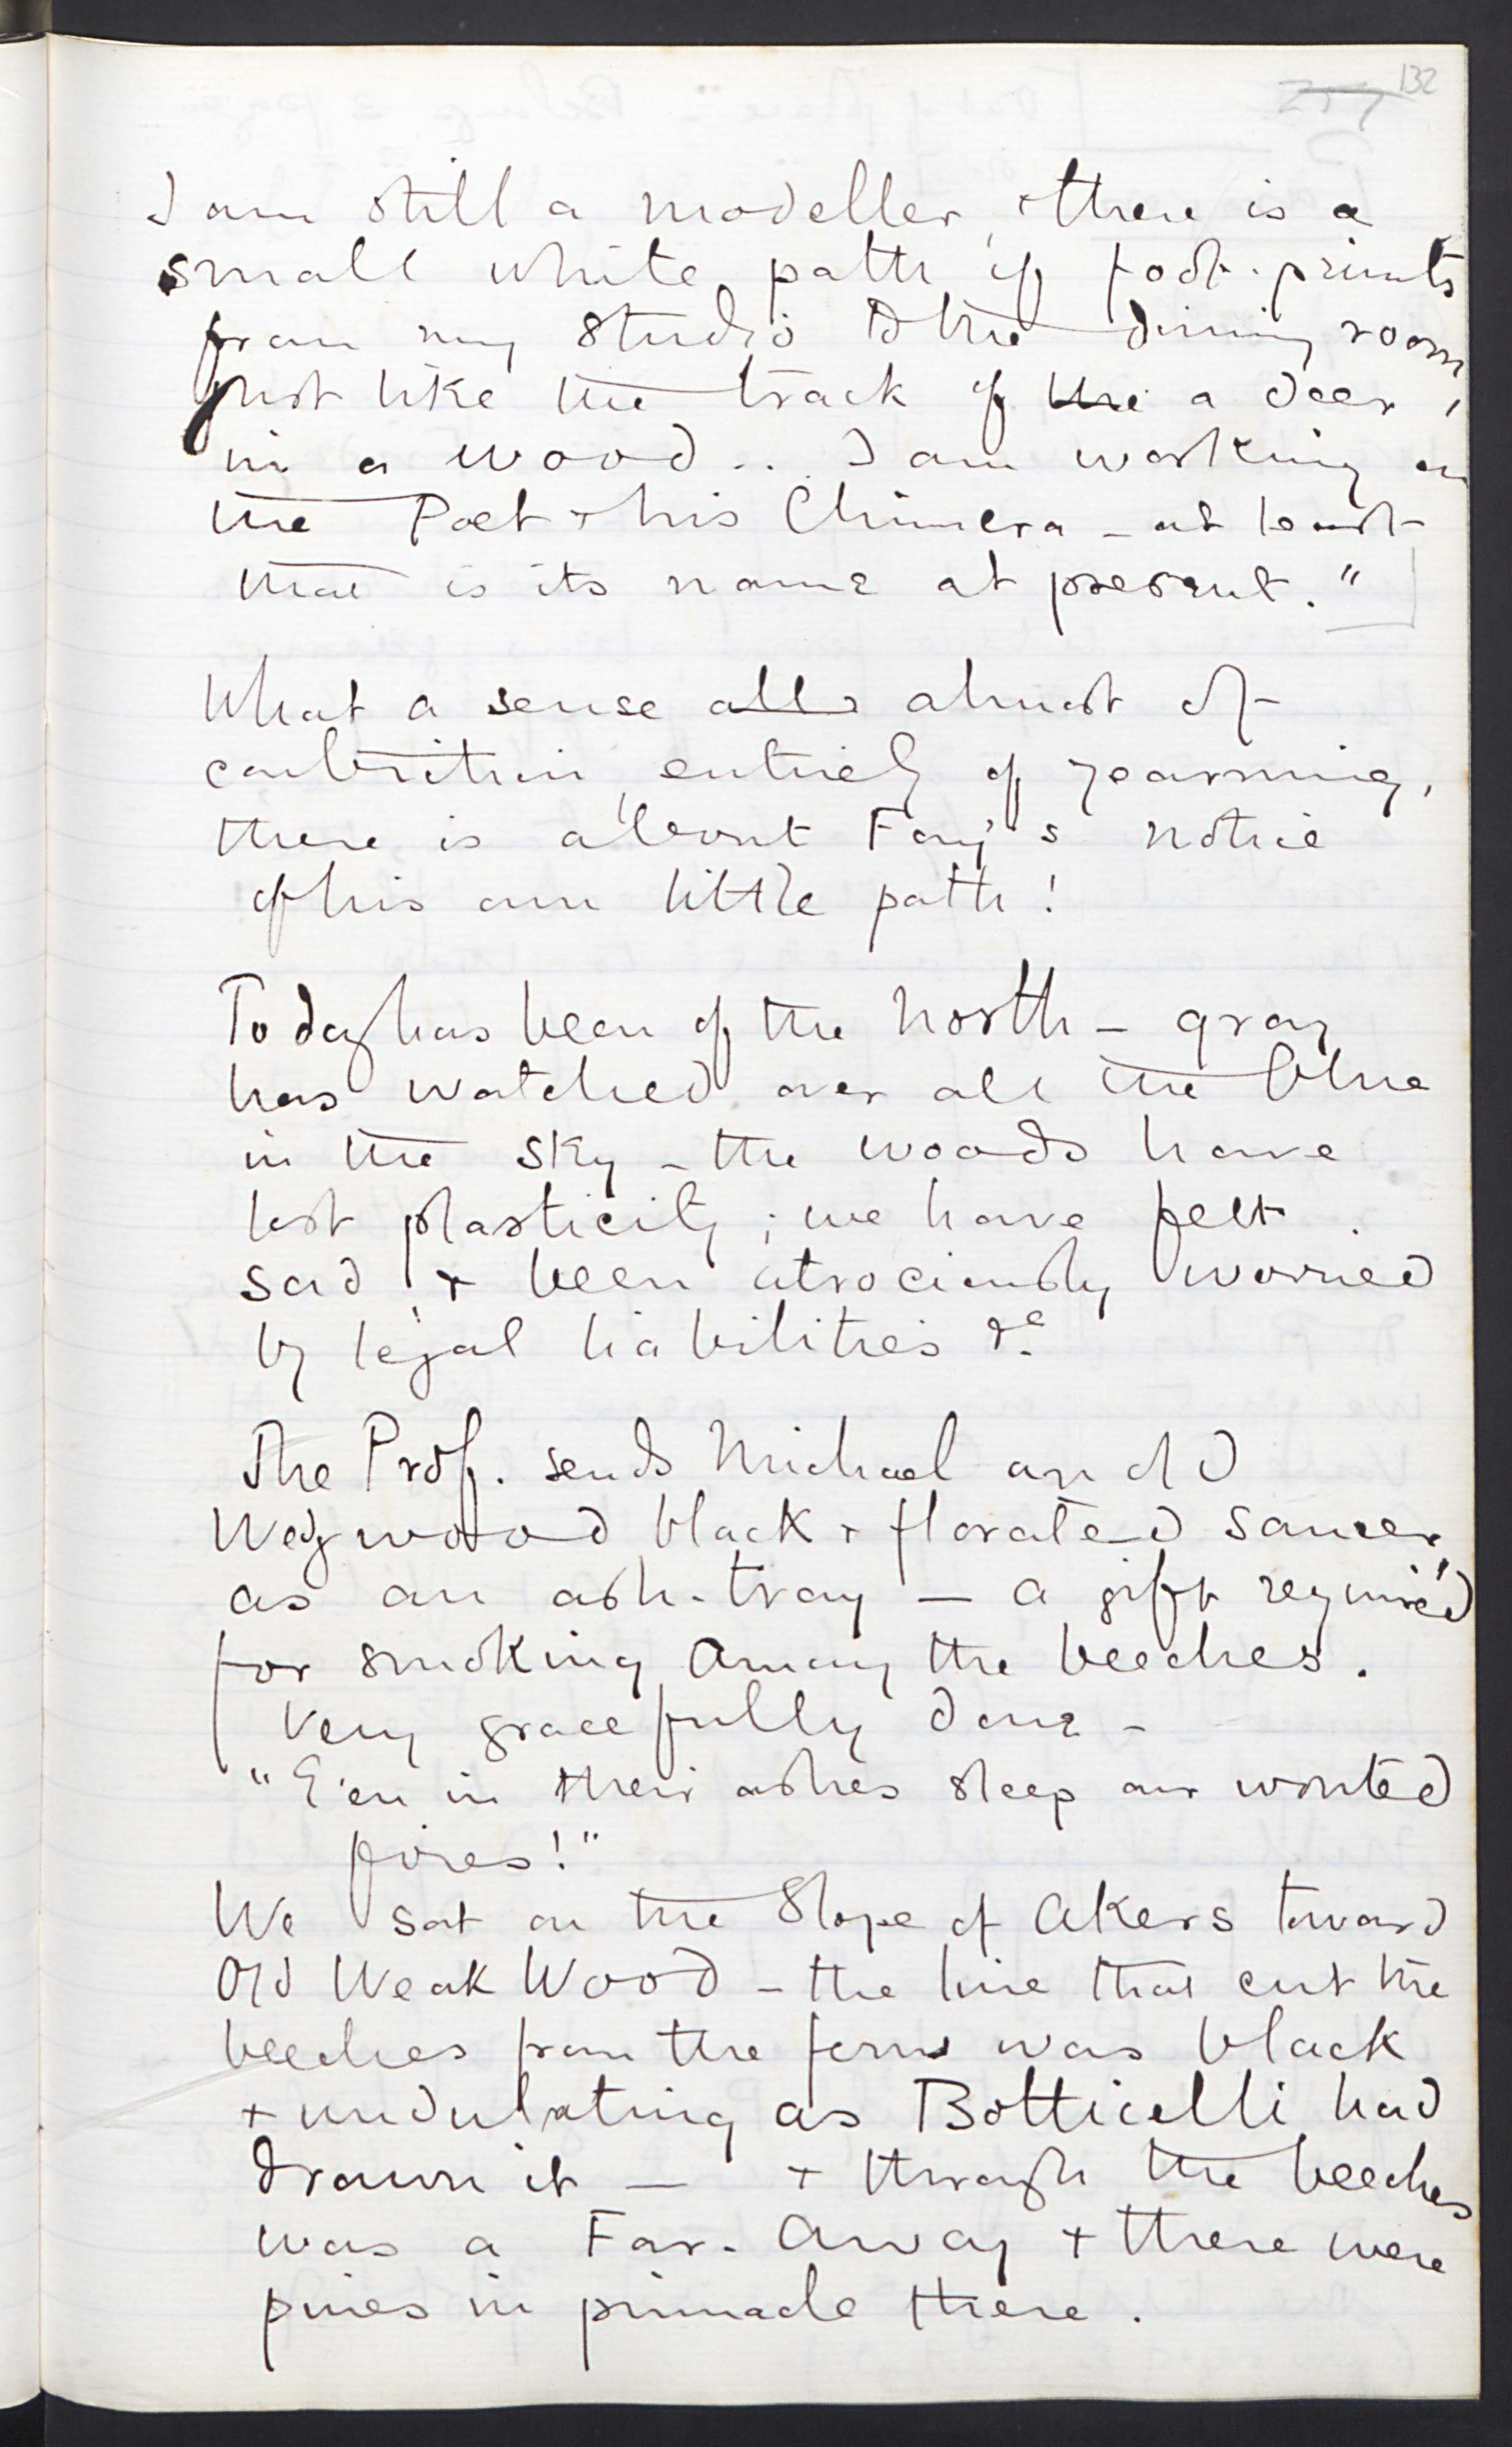 132
I am still a modeller, + there is a
small white path of foot-prints
from my studio to the dining room,
just like the track of the a deer,
in a wood.. I am working on
the Poet + his Chimera - at least
that is its name at present."
What a sense alls almost of
contrition, entirely of yearning,
there is about Fay's notice
of his own little path!
To day has been of the North - gray
has watched over all the blue
in the sky - the woods have
lost plasticity; we have felt
sad + been atrociously worried
by legal liabilities &c
The Prof. sends Michael an old
Wegwood black + florated saucer,
as an ash-tray — a gift required
for smoking among the beeches.
Very gracefully done -
"E'en in their ashes sleep our wonted
fires!"
We sat on the Slope of Akers toward
Old Weak Wood - the line that cut the
beeches from the ferns was black
+ undulating as Botticelli had
drawn it — + through the beeches
was a Far-Away + there were
pines in pinnacle there.